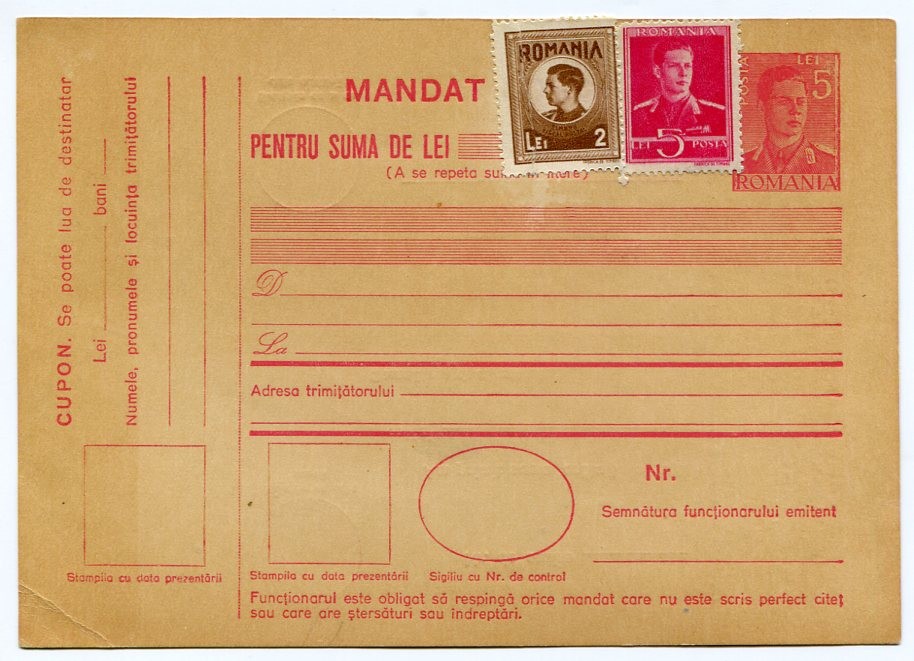 CUPON. Se poate lua de destinatar
Lei bani
Numele, pronumele și locuința trimițătorului
Stampila cu data prezentării
MANDAT
PENTRU SUMA DE LEI
(A se repeta
ROMANIA
LEI 2
ROMANIA
LEI 5 POSTA
POSTA
LEI 5
ROMANIA
D
La
Adresa trimițătorului
Nr.
Semnătura funcționarului emitent
Stampila cu data prezentării
Sigiliu cu Nr. de control
Funcționarul este obligat să respingă orice mandat care nu este scris perfect citeț
sau care are ștersături sau îndreptări.